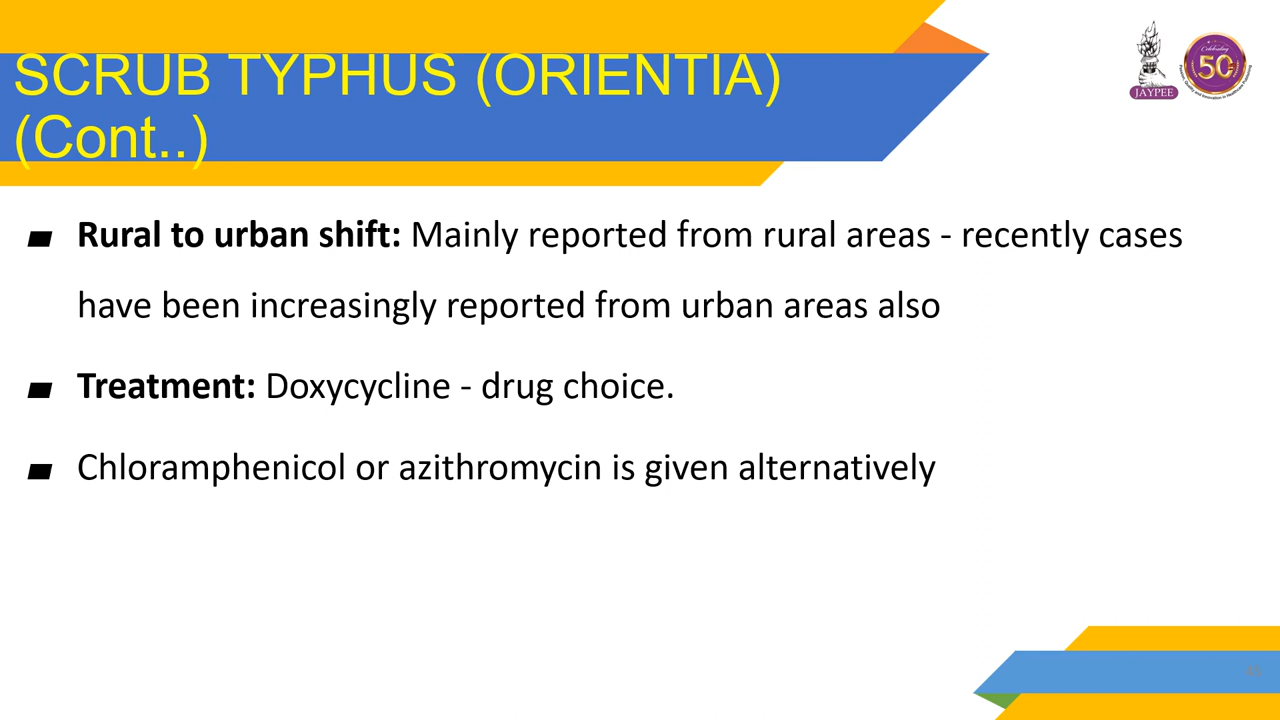 SCRUB TYPHUS (ORIENTIA)
(Cont..)
JAYPEE
Celebrating
50
Rural to urban shift: Mainly reported from rural areas - recently cases
have been increasingly reported from urban areas also
Treatment: Doxycycline - drug choice.
Chloramphenicol or azithromycin is given alternatively